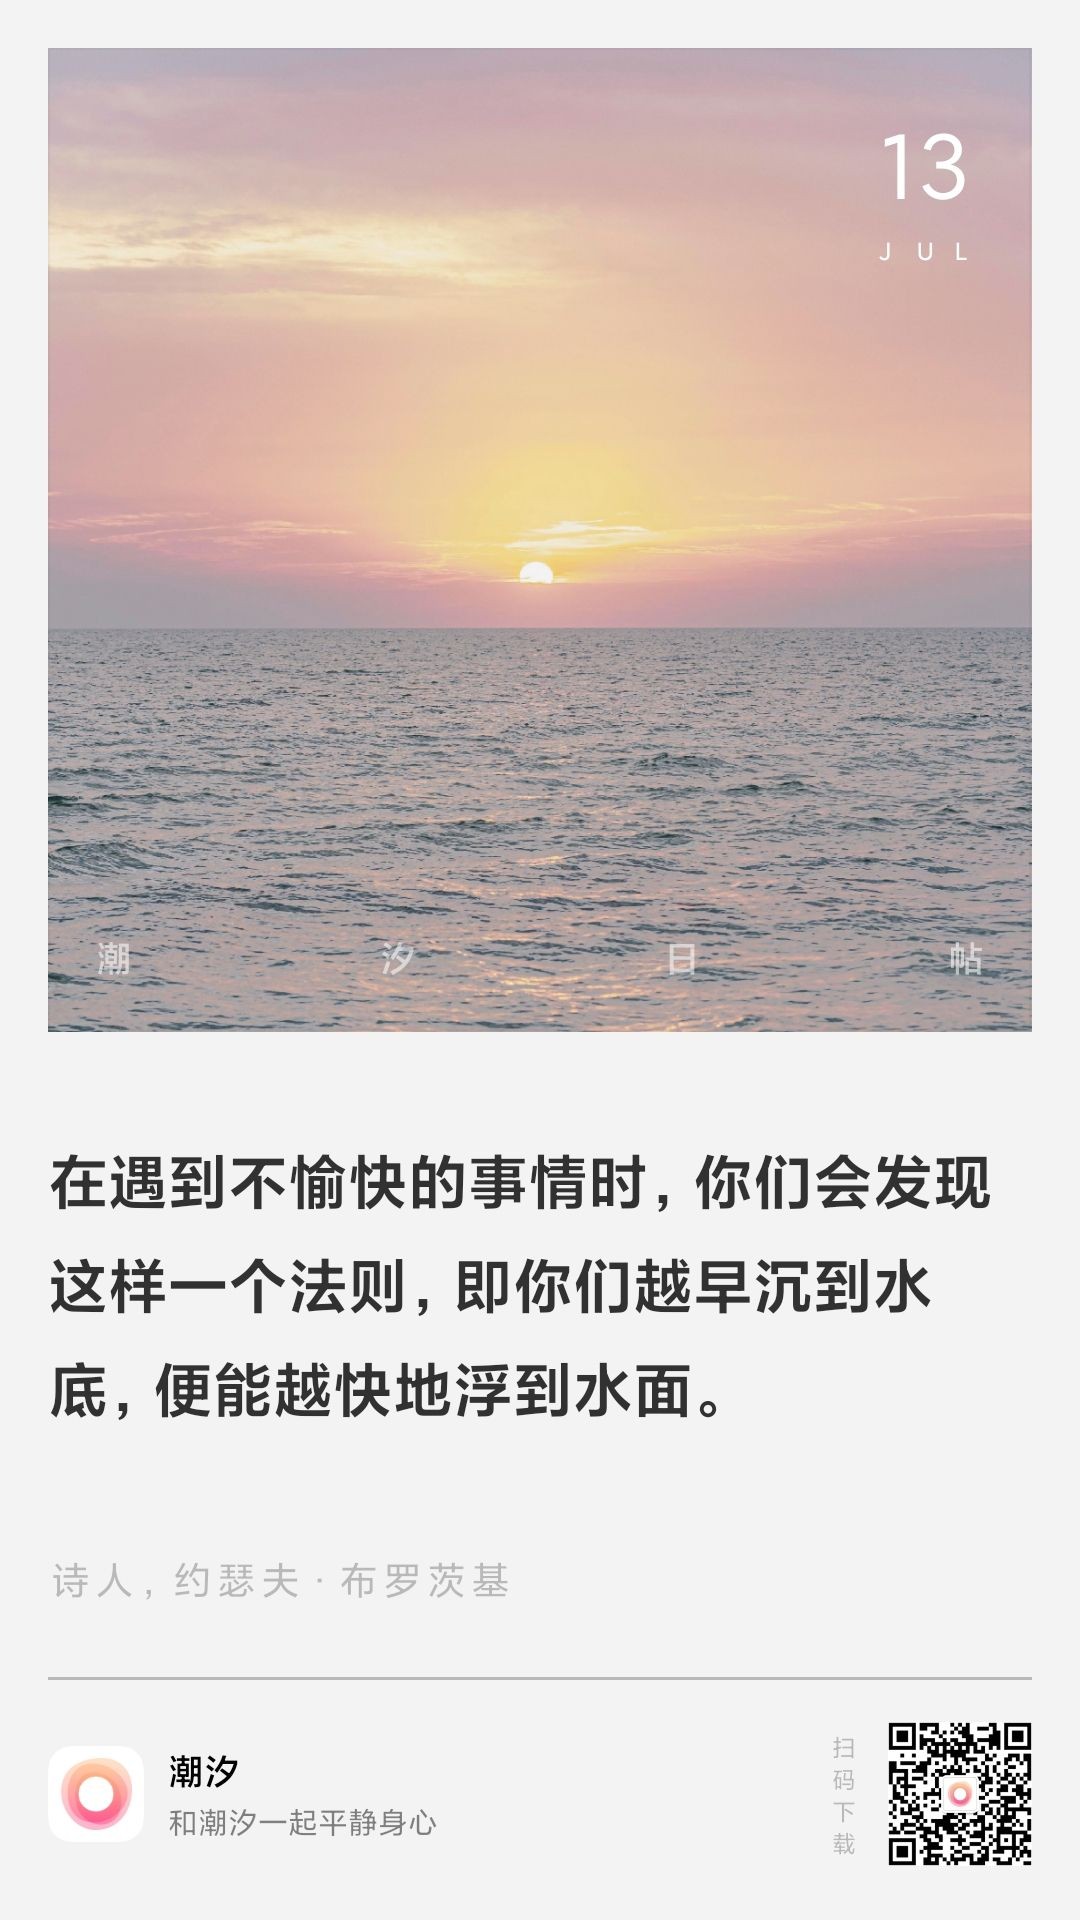 13
JUL
潮汐日帖
在遇到不愉快的事情时，你们会发现
这样一个法则，即你们越早沉到水
底，便能越快地浮到水面。
诗人，约瑟夫·布罗茨基
潮汐
和潮汐一起平静身心
扫码下载